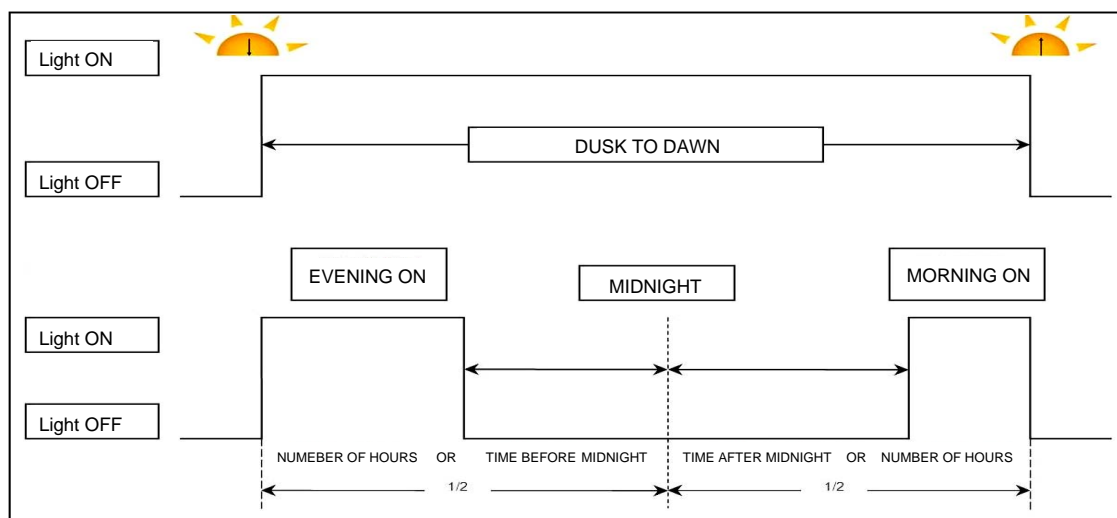 Light ON
DUSK TO DAWN
Light OFF
EVENING ON
MIDNIGHT
MORNING ON
Light ON
Light OFF
NUMEBER OF HOURS OR TIME BEFORE MIDNIGHT TIME AFTER MIDNIGHT OR NUMBER OF HOURS
1/2 1/2